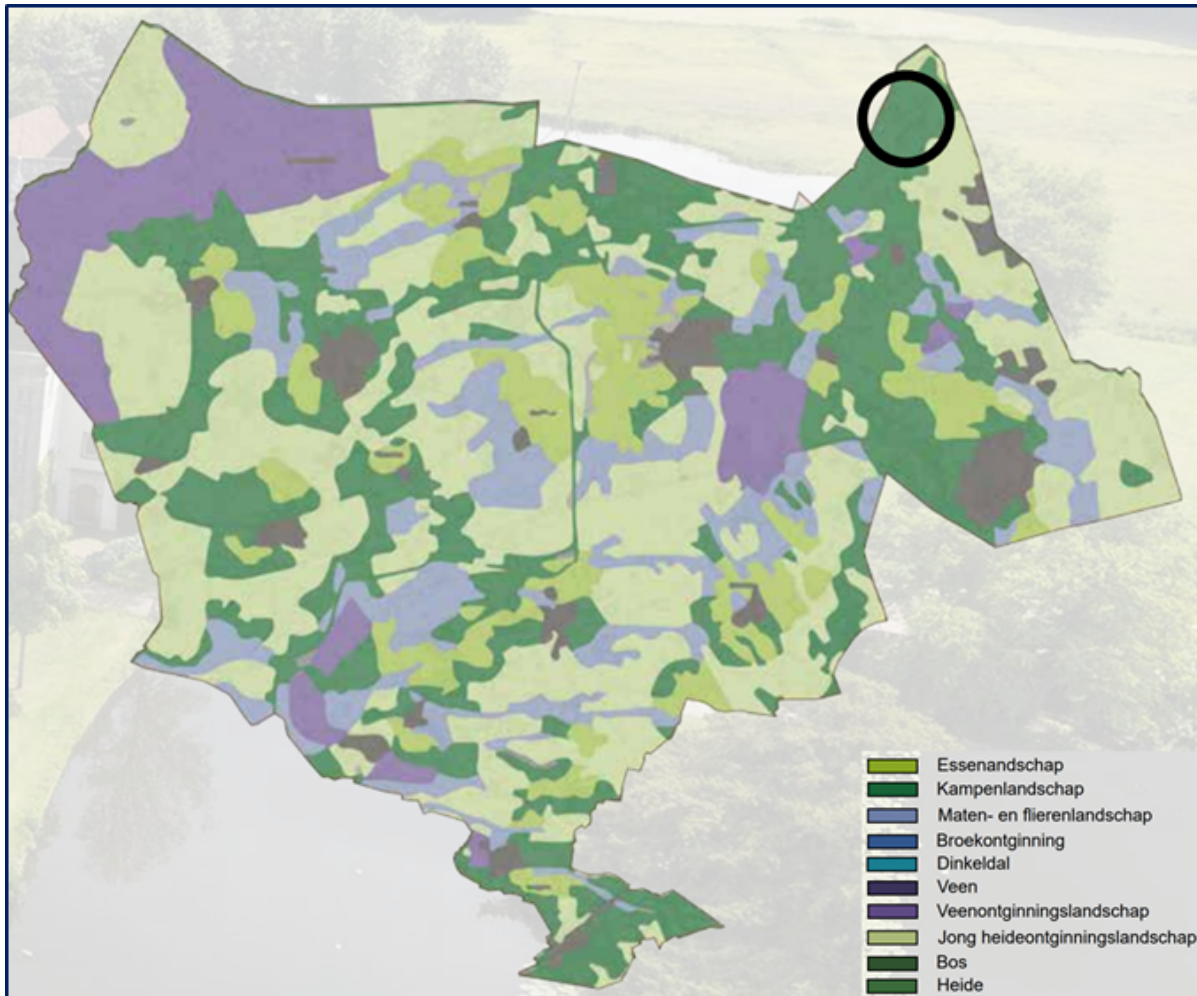 Essenandschap
Kampenlandschap
Maten- en flierenlandschap
Broekontginning
Dinkeldal
Veen
Veenontginningslandschap
Jong heideontginningslandschap
Bos
Heide